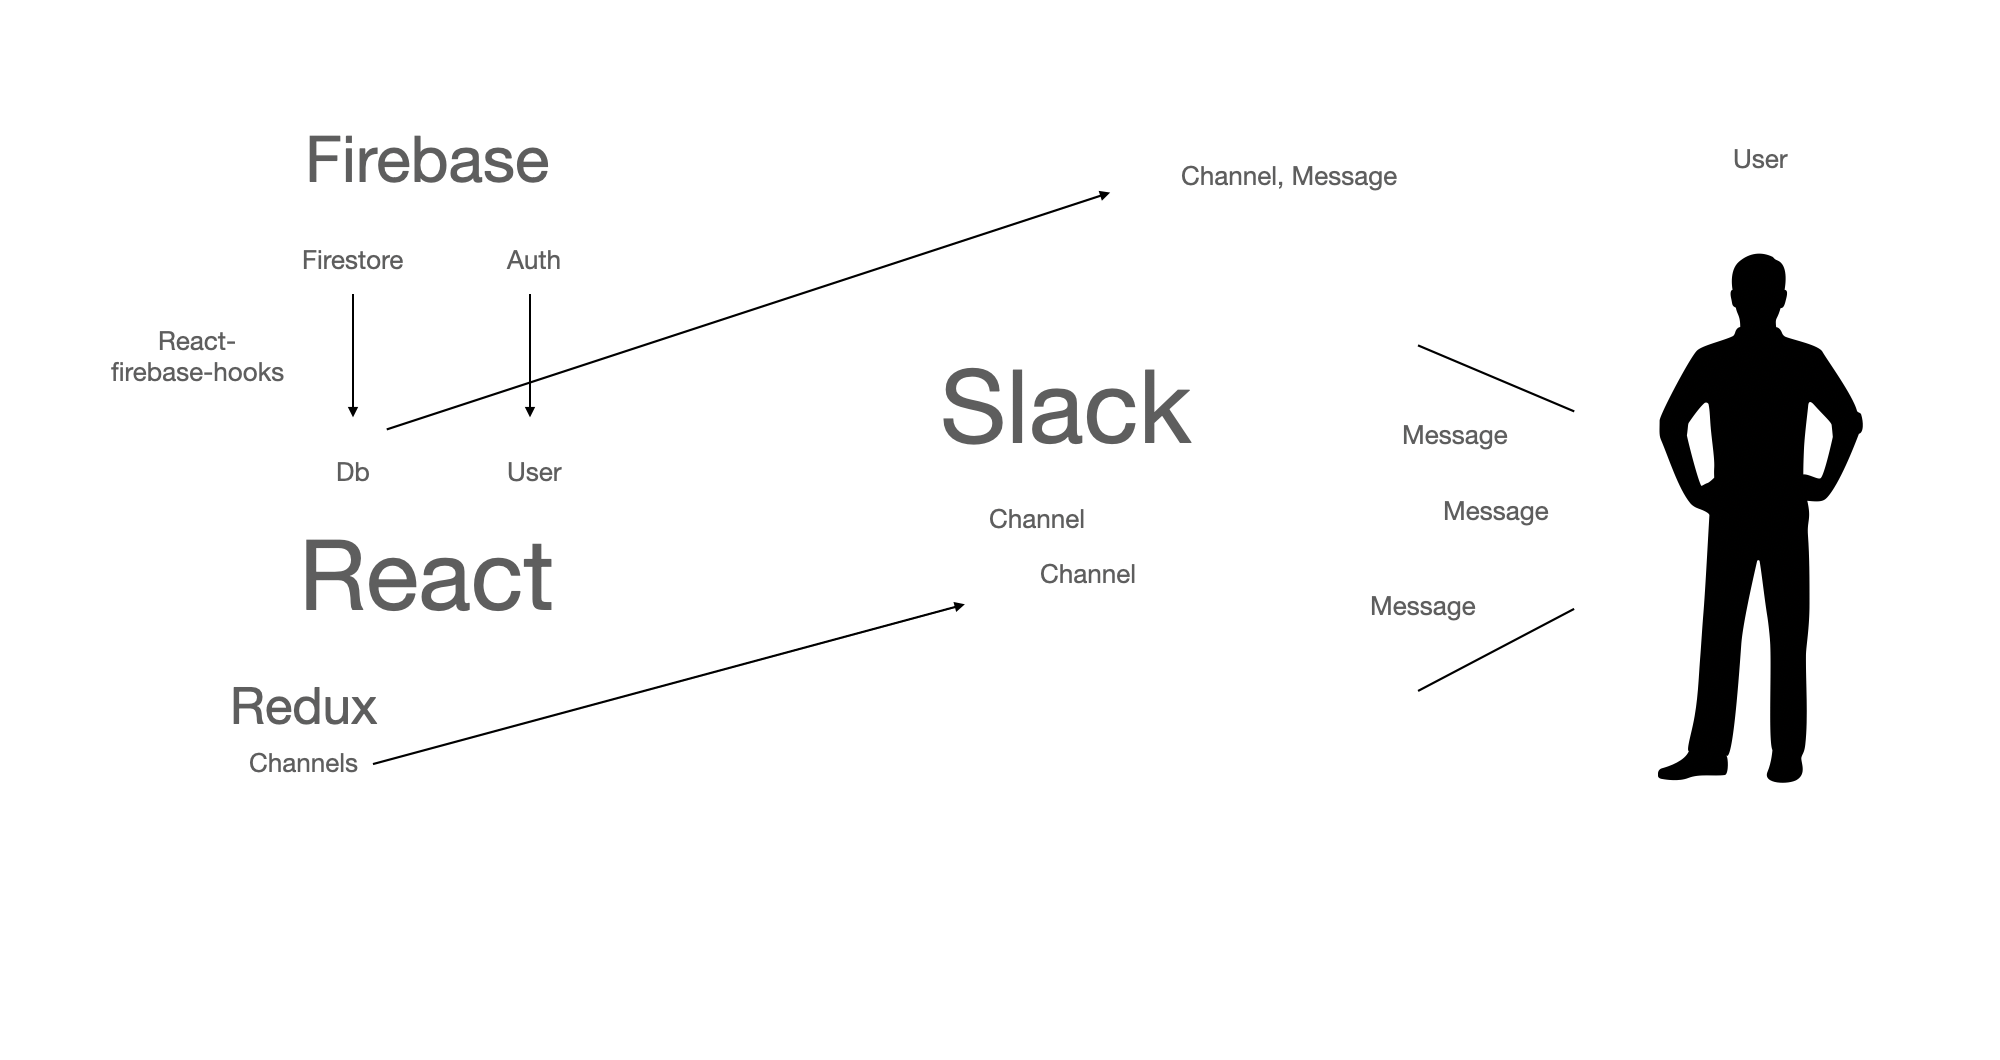 Firebase
Firestore
Auth
React-
firebase-hooks
Db
User
React
Redux
Channels
Channel, Message
Slack
Channel
Channel
Message
Message
Message
User